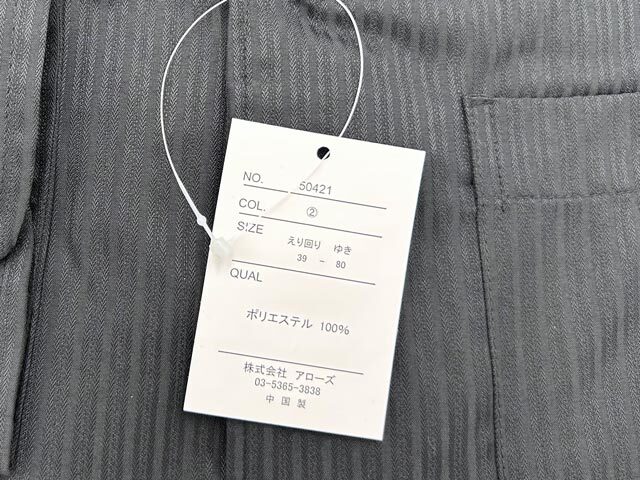 NO. 50421
COL. ②
SIZE
えり回り ゆき
39 - 80
QUAL
ポリエステル 100%
株式会社 アローズ
03-5365-3838
中国製